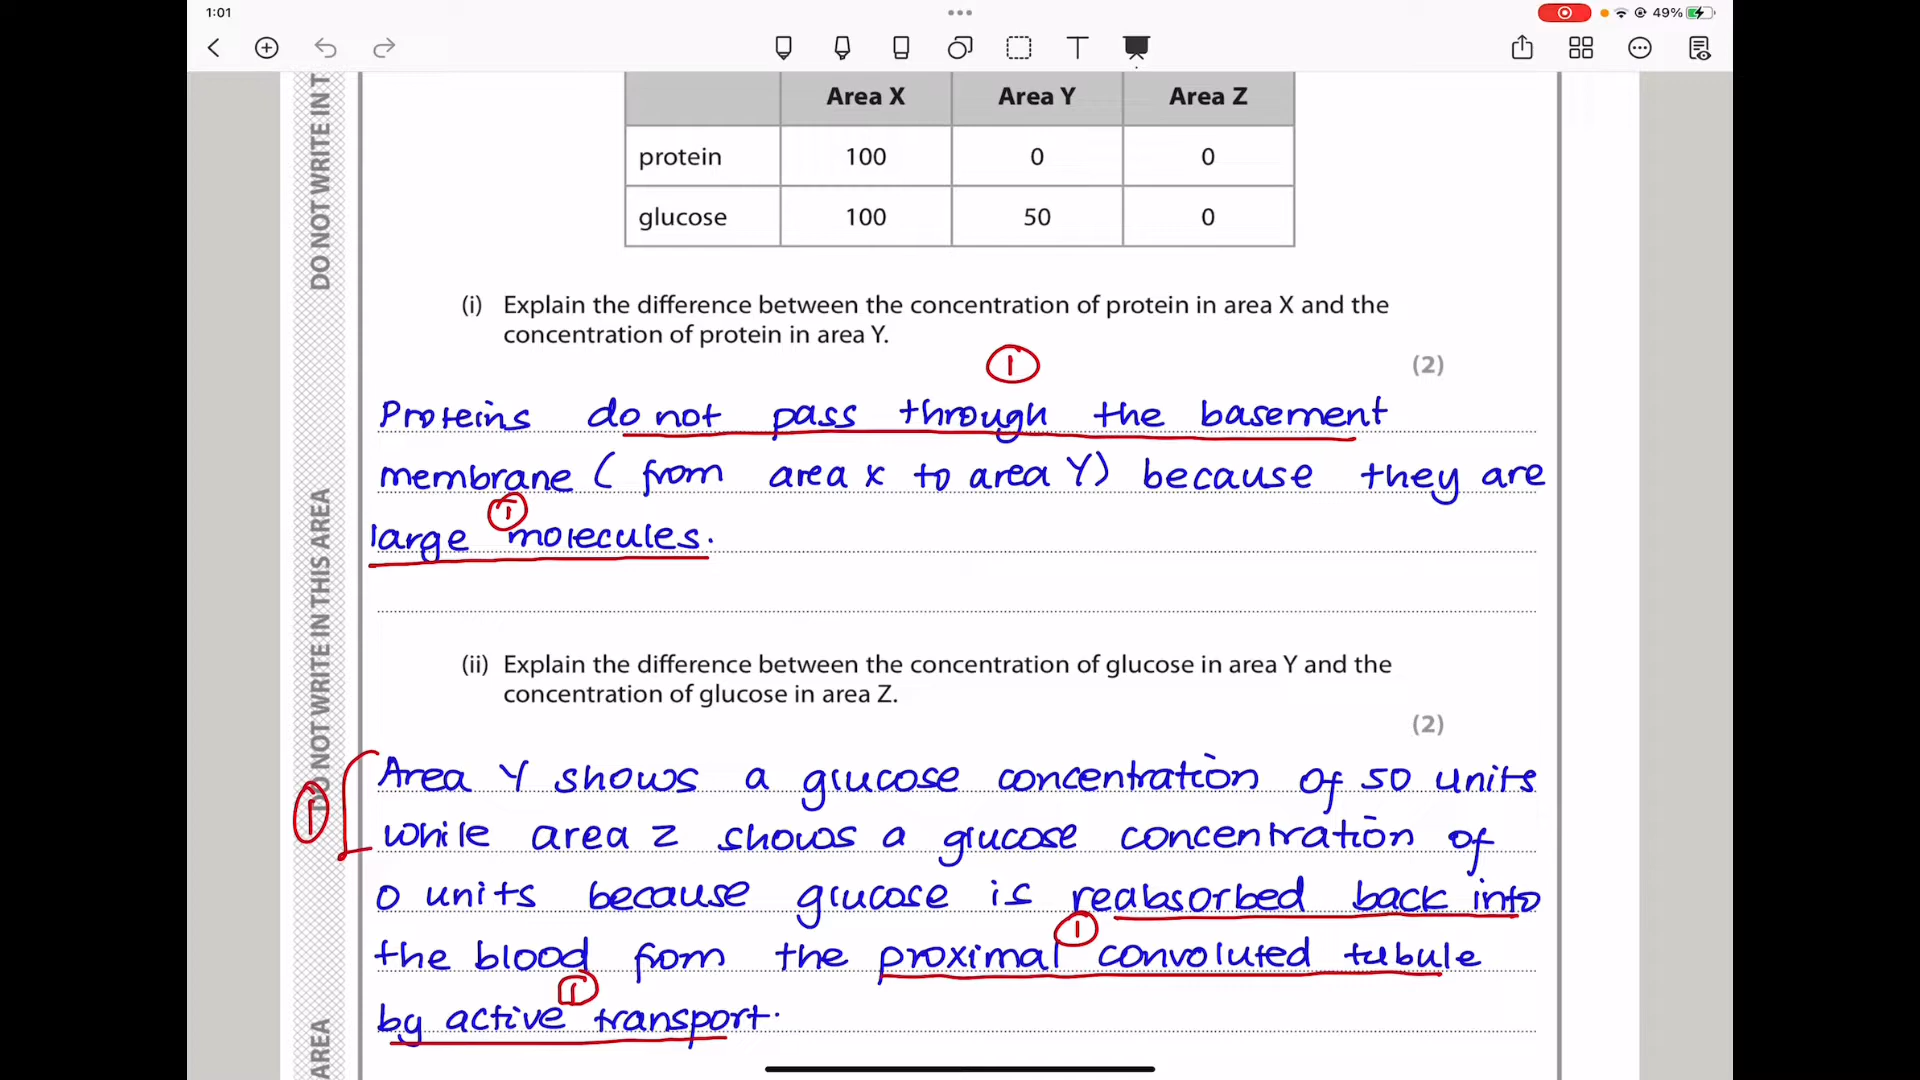 1:01
49%
DO NOT WRITE IN T
Area X Area Y Area Z
protein 100 0 0
glucose 100 50 0
(i) Explain the difference between the concentration of protein in area X and the
concentration of protein in area Y.
(2)
1
Proteins do not pass through the basement
membrane (from area x to area Y) because they are
1
large molecules.
DO NOT WRITE IN THIS AREA
(ii) Explain the difference between the concentration of glucose in area Y and the
concentration of glucose in area Z.
(2)
1
Area Y shows a glucose concentration of 50 units
while area z shows a glucose concentration of
0 units because glucose is reabsorbed back into
1
the blood from the proximal convoluted tubule
1
by active transport.
DO NOT WRITE IN THIS AREA
AREA
T